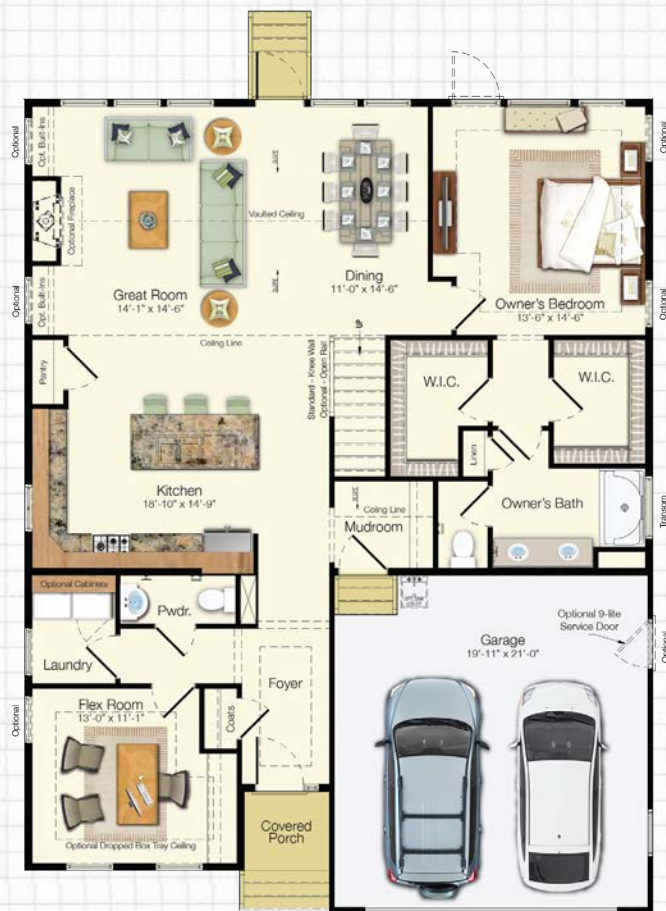 Optional
Opt. Built-Ins
Optional Fireplace
Vaulted Ceiling
Optional
Dining
11'-0" x 14'-6"
Optional
Opt. Built-Ins
Great Room
14'-1" x 14'-6"
Owner's Bedroom
13'-6" x 14'-6"
Optional
Ceiling Line
Pantry
Standard - Knee Wall
Optional - Open Rail
W.I.C.
W.I.C.
Linen
Kitchen
18'-10" x 14'-9"
Owner's Bath
Transom
Ceiling Line
Mudroom
Optional Cabinets
Pwdr.
Laundry
Optional 9-lite
Service Door
Optional
Garage
19'-11" x 21'-0"
Foyer
Coats
Optional
Flex Room
13'-0" x 11'-1"
Covered
Porch
Optional Dropped Box Tray Ceiling